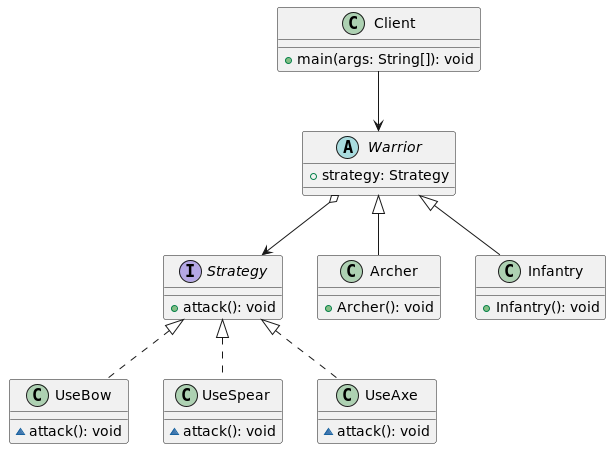 C Client
main(args: String[]): void
A Warrior
strategy: Strategy
I Strategy
attack(): void
C Archer
Archer(): void
C Infantry
Infantry(): void
C UseBow
attack(): void
C UseSpear
attack(): void
C UseAxe
attack(): void